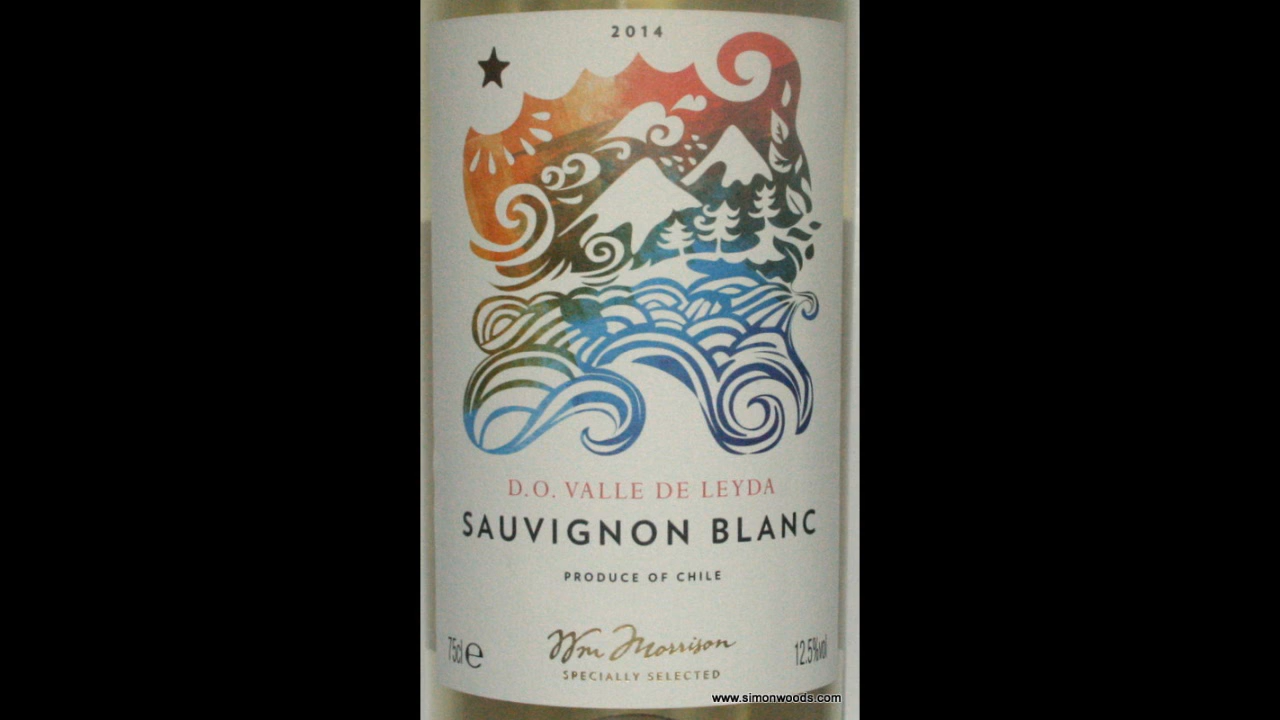 2014
D.O. VALLE DE LEYDA
SAUVIGNON BLANC
PRODUCE OF CHILE
75cl e
Wm Morrison
12.5%vol
SPECIALLY SELECTED
www.simonwoods.com